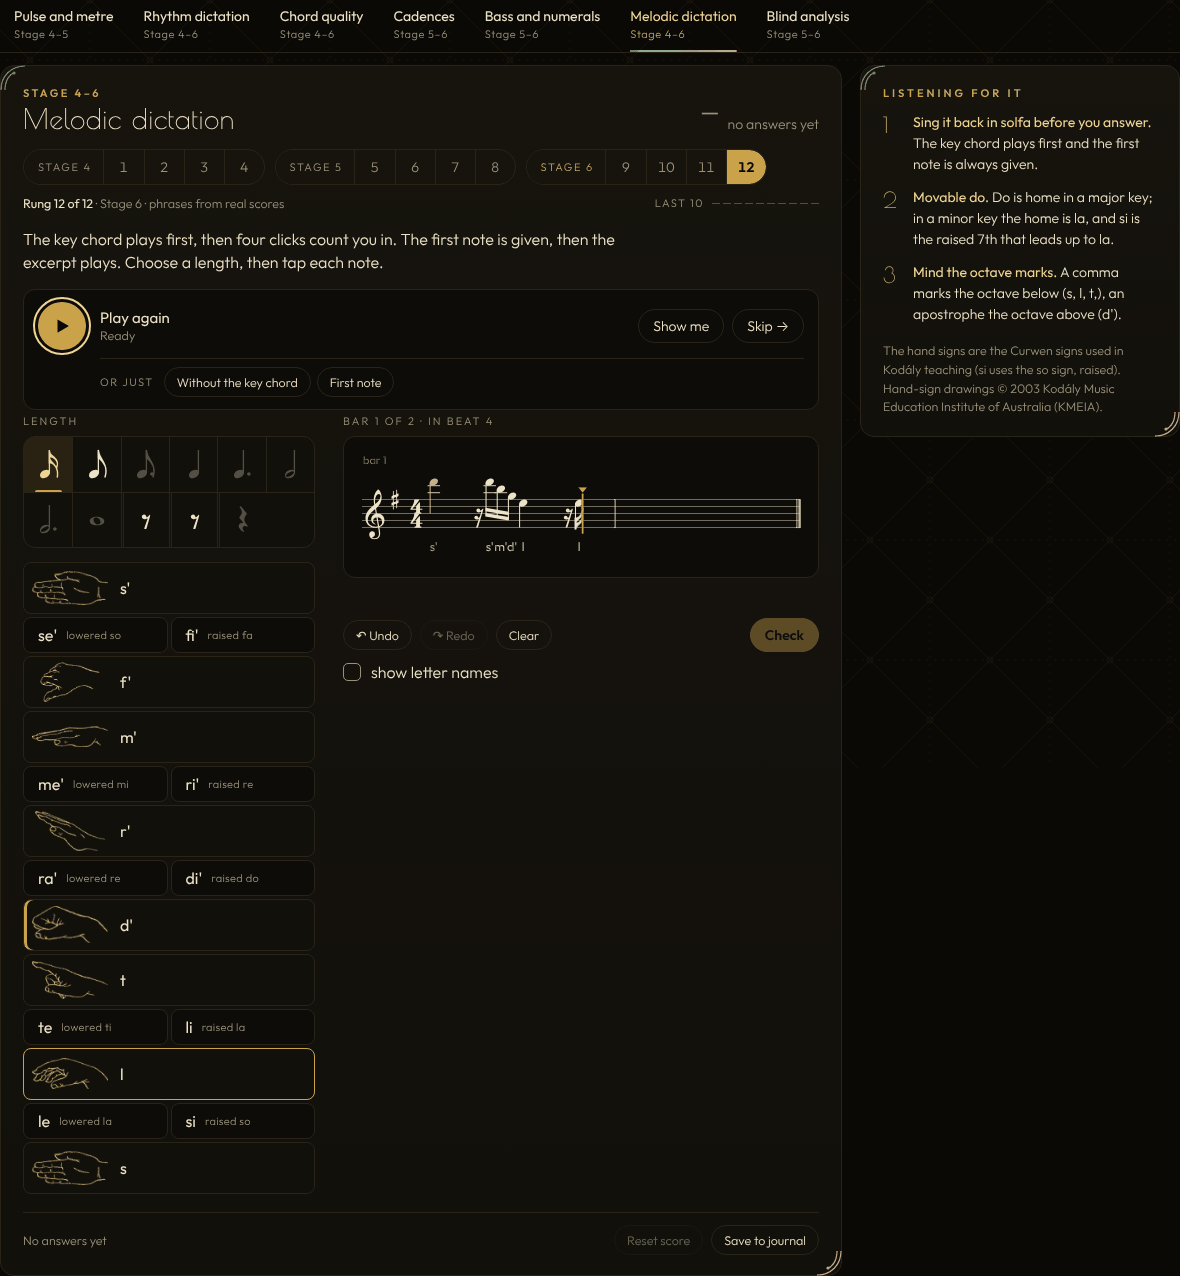 Pulse and metre
Stage 4–5
Rhythm dictation
Stage 4–6
Chord quality
Stage 4–6
Cadences
Stage 5–6
Bass and numerals
Stage 5–6
Melodic dictation
Stage 4–6
Blind analysis
Stage 5–6
STAGE 4–6
Melodic dictation
— no answers yet
STAGE 4 1 2 3 4
STAGE 5 5 6 7 8
STAGE 6 9 10 11 12
Rung 12 of 12 · Stage 6 · phrases from real scores
LAST 10
The key chord plays first, then four clicks count you in. The first note is given, then the
excerpt plays. Choose a length, then tap each note.
Play again
Ready
Show me
Skip →
OR JUST
Without the key chord
First note
LENGTH
BAR 1 OF 2 · IN BEAT 4
bar 1
4
4
s' s'm'd' l l
s'
se' lowered so
fi' raised fa
f'
m'
me' lowered mi
ri' raised re
r'
ra' lowered re
di' raised do
d'
t
te lowered ti
li raised la
l
le lowered la
si raised so
s
↶ Undo
↷ Redo
Clear
Check
show letter names
No answers yet
Reset score
Save to journal
LISTENING FOR IT
1 Sing it back in solfa before you answer.
The key chord plays first and the first
note is always given.
2 Movable do. Do is home in a major key;
in a minor key the home is la, and si is
the raised 7th that leads up to la.
3 Mind the octave marks. A comma
marks the octave below (s, l, t,), an
apostrophe the octave above (d').
The hand signs are the Curwen signs used in
Kodály teaching (si uses the so sign, raised).
Hand-sign drawings © 2003 Kodály Music
Education Institute of Australia (KMEIA).